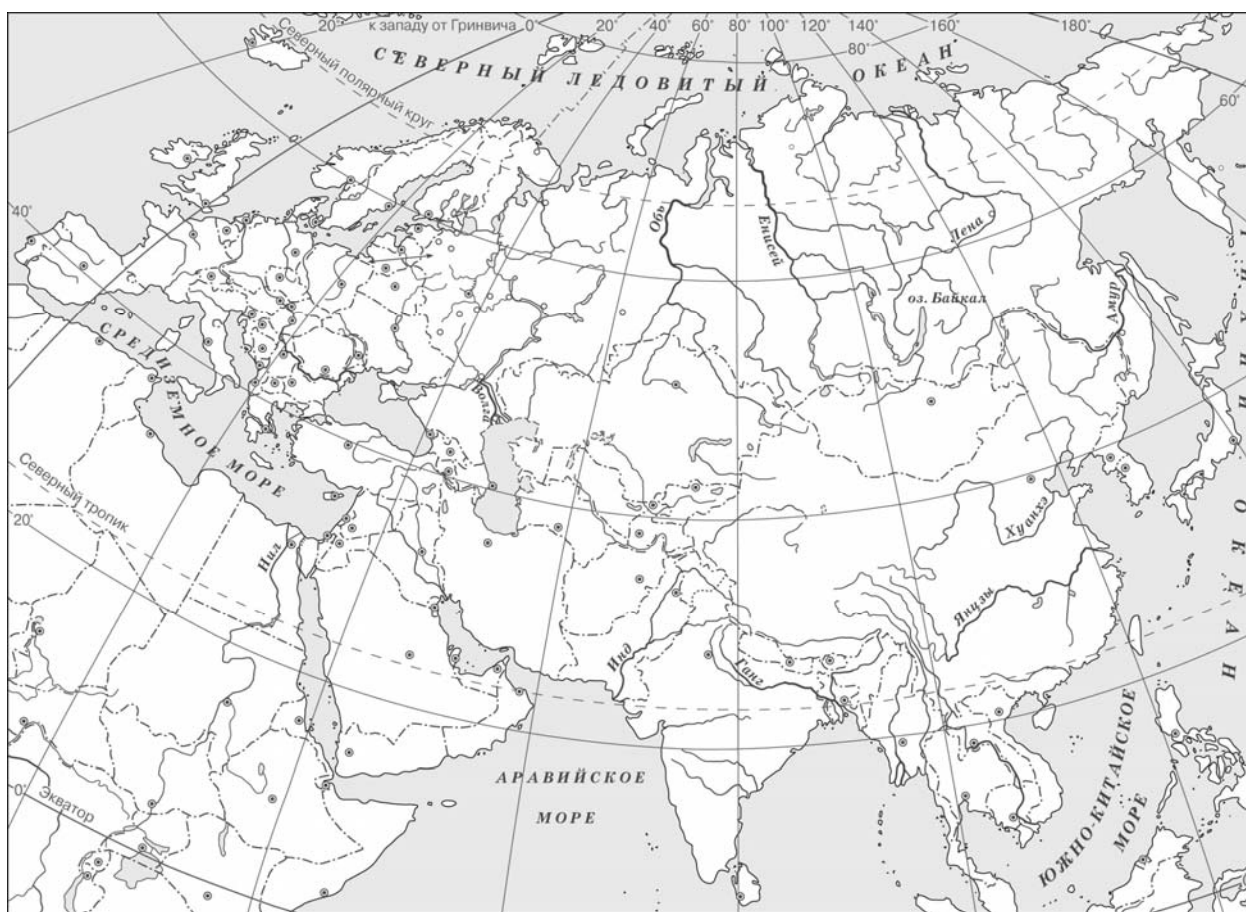 к западу от Гринвича
0˚
20˚
20˚
40˚
60˚
80˚
100
120
140
160˚
180˚
80˚
60˚
Северный полярный круг
СЕВЕРНЫЙ ЛЕДОВИТЫЙ ОКЕАН
40˚
Обь
Енисей
Лена
оз. Байкал
Амур
СРЕДИЗЕМНОЕ МОРЕ
Волга
Северный тропик
20˚
Нил
Хуанхэ
Янцзы
Инд
Ганг
ТИХИЙ ОКЕАН
АРАВИЙСКОЕ
МОРЕ
ЮЖНО-КИТАЙСКОЕ
МОРЕ
Экватор
0˚